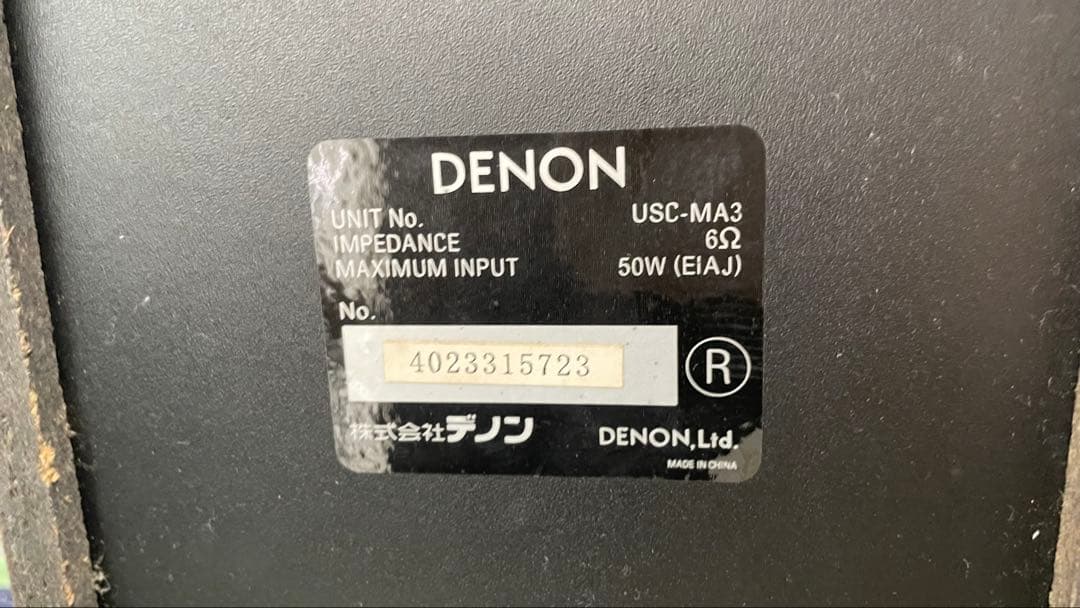 DENON
UNIT No. USC-MA3
IMPEDANCE 6Ω
MAXIMUM INPUT 50W (EIAJ)
No.
4023315723
R
株式会社デノン DENON,Ltd.
MADE IN CHINA